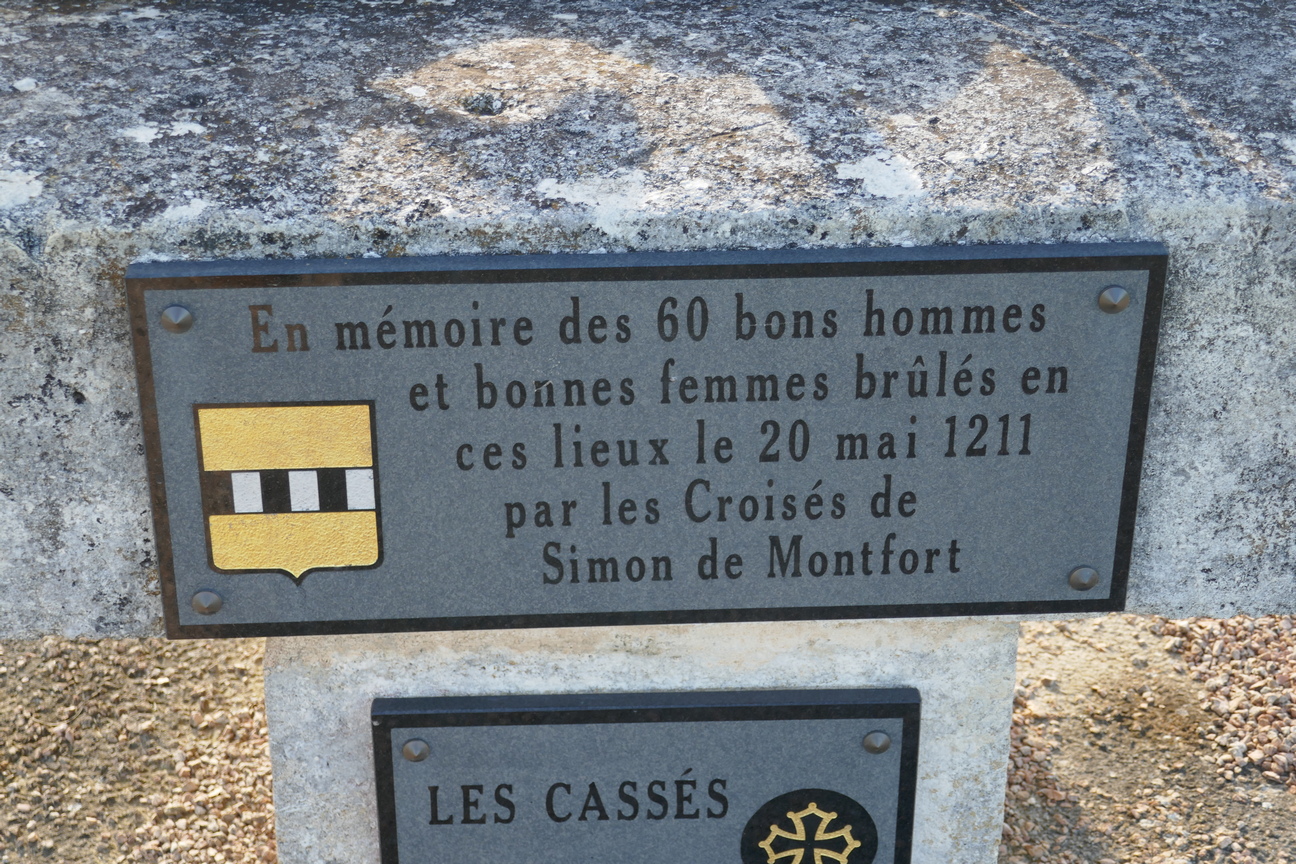 En mémoire des 60 bons hommes
et bonnes femmes brûlés en
ces lieux le 20 mai 1211
par les Croisés de
Simon de Montfort
LES CASSÉS